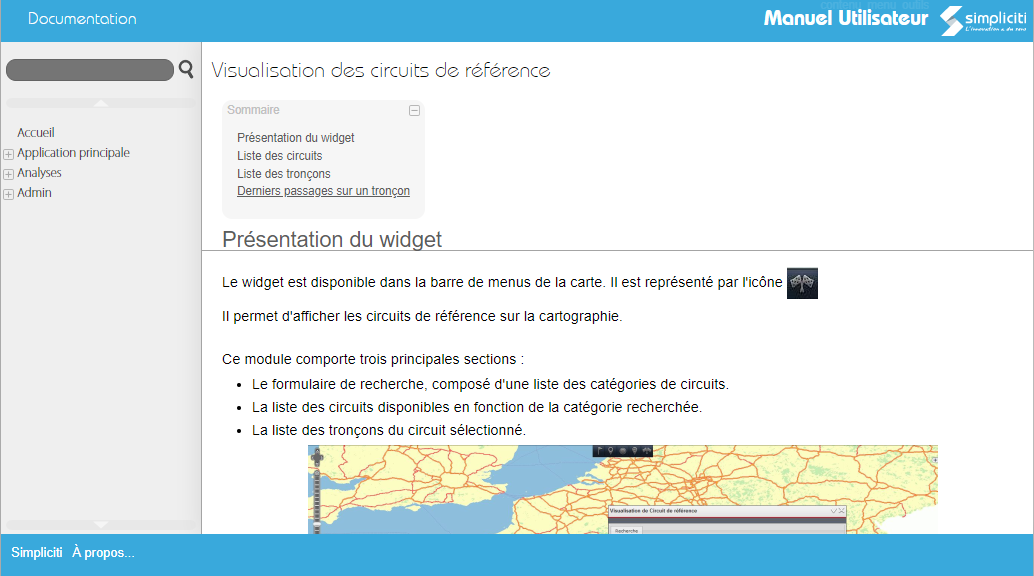 Documentation
contenu menu outils
Manuel Utilisateur
simpliciti
L'innovation a du sens
Visualisation des circuits de référence
Sommaire
Présentation du widget
Liste des circuits
Liste des tronçons
Derniers passages sur un tronçon
Accueil
Application principale
Analyses
Admin
Présentation du widget
Le widget est disponible dans la barre de menus de la carte. Il est représenté par l'icône
Il permet d'afficher les circuits de référence sur la cartographie.
Ce module comporte trois principales sections :
• Le formulaire de recherche, composé d'une liste des catégories de circuits.
• La liste des circuits disponibles en fonction de la catégorie recherchée.
• La liste des tronçons du circuit sélectionné.
Visualisation de Circuit de référence
Recherche
Simpliciti À propos...